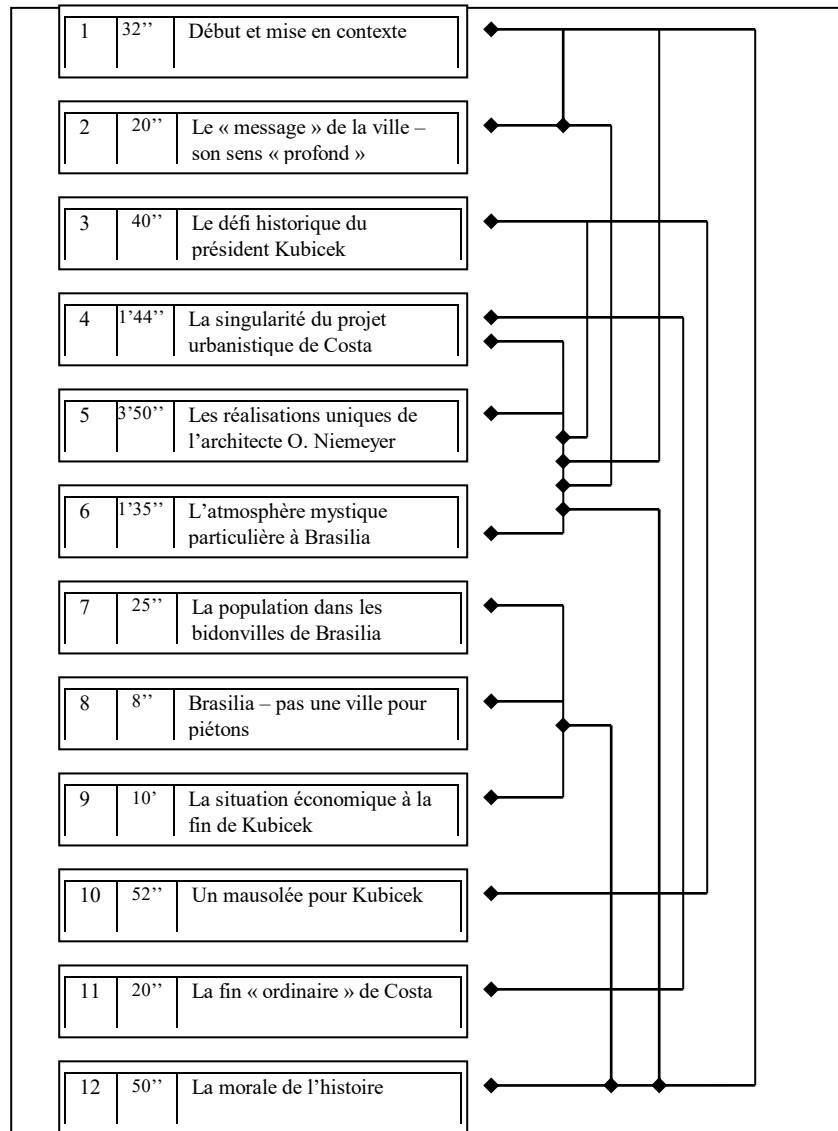 1 32’’ Début et mise en contexte
2 20’’ Le « message » de la ville –
son sens « profond »
3 40’’ Le défi historique du
président Kubicek
4 1’44’’ La singularité du projet
urbanistique de Costa
5 3’50’’ Les réalisations uniques de
l’architecte O. Niemeyer
6 1’35’’ L’atmosphère mystique
particulière à Brasilia
7 25’’ La population dans les
bidonvilles de Brasilia
8 8’’ Brasilia – pas une ville pour
piétons
9 10’ La situation économique à la
fin de Kubicek
10 52’’ Un mausolée pour Kubicek
11 20’’ La fin « ordinaire » de Costa
12 50’’ La morale de l’histoire